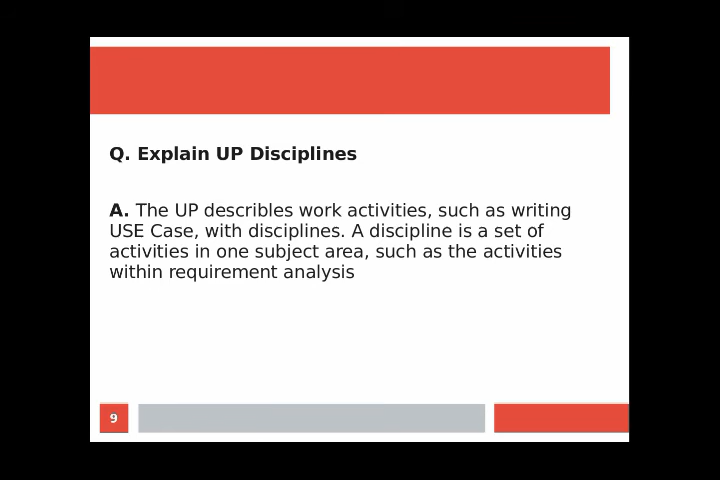 Q. Explain UP Disciplines
A. The UP describles work activities, such as writing
USE Case, with disciplines. A discipline is a set of
activities in one subject area, such as the activities
within requirement analysis
9